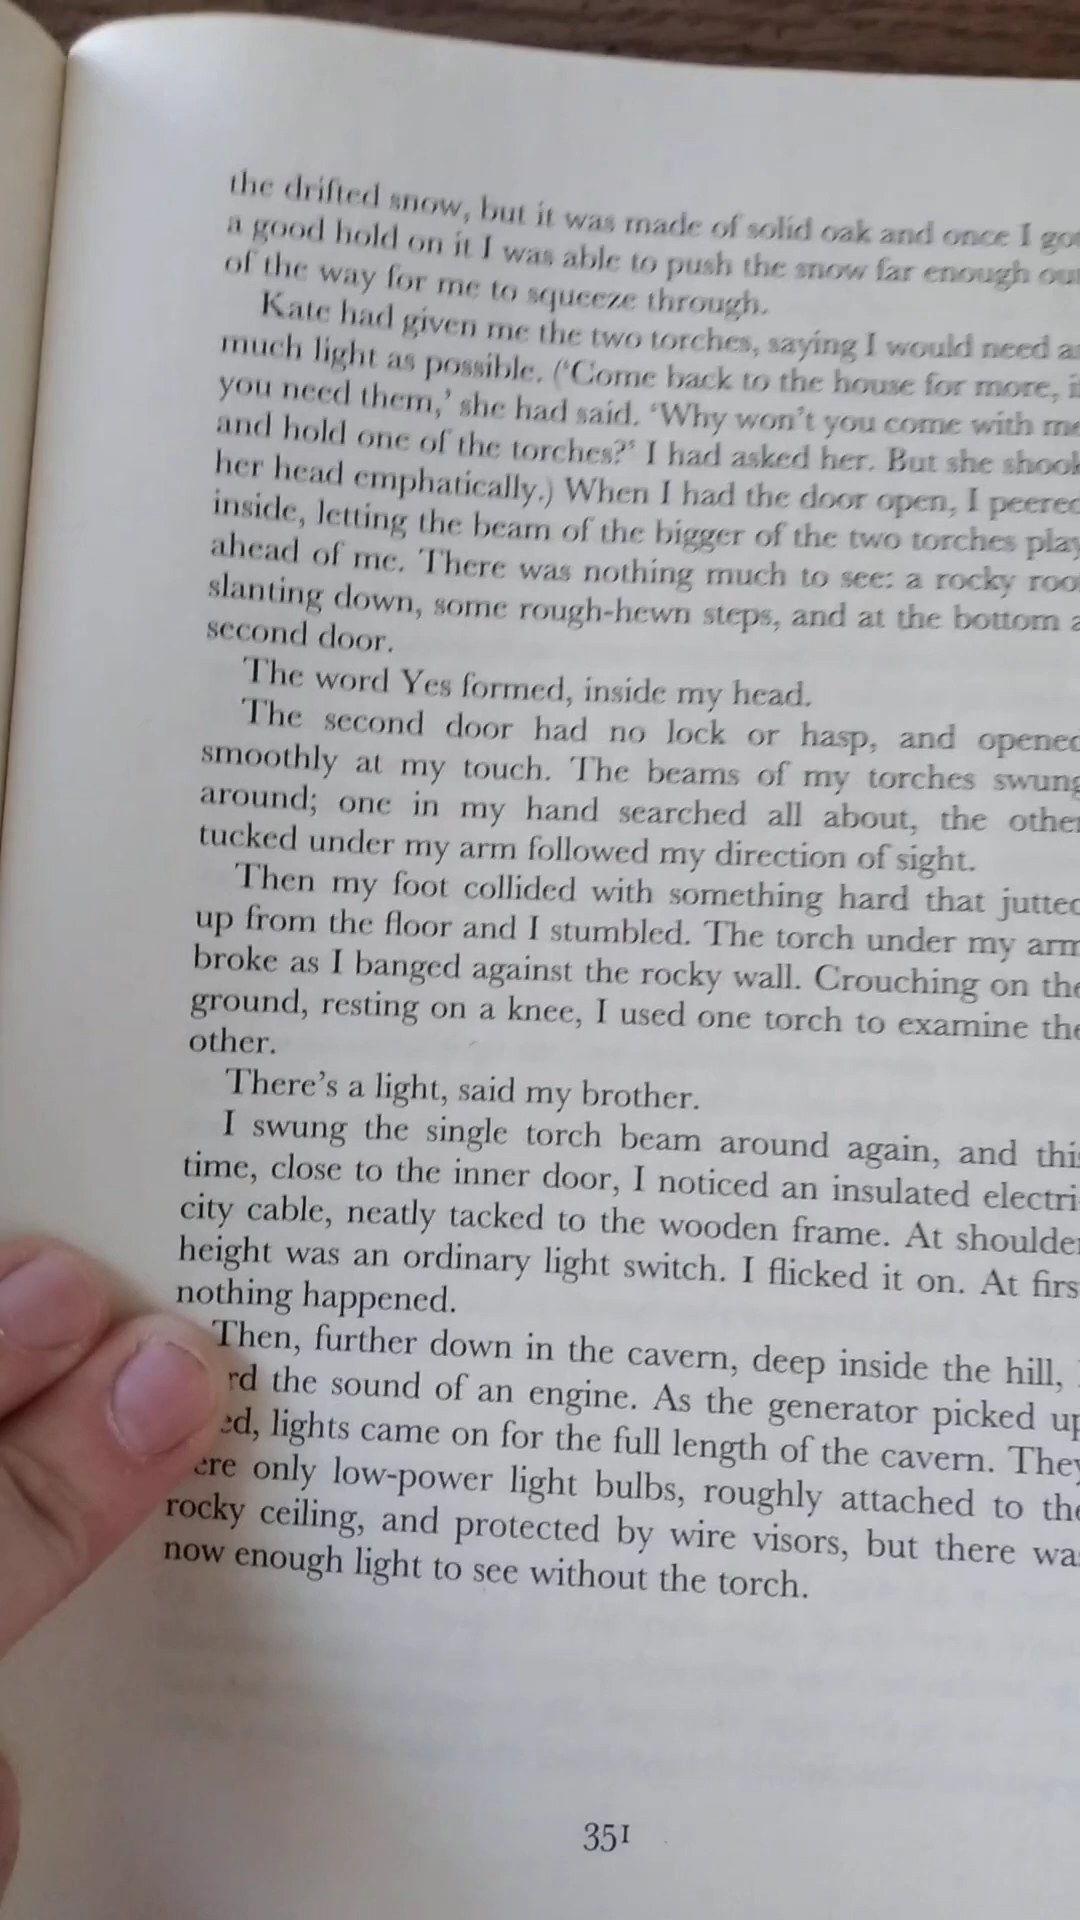 the drifted snow, but it was made of solid oak and once I got
a good hold on it I was able to push the snow far enough out
of the way for me to squeeze through.
Kate had given me the two torches, saying I would need as
much light as possible. (‘Come back to the house for more, if
you need them,’ she had said. ‘Why won’t you come with me
and hold one of the torches?’ I had asked her. But she shook
her head emphatically.) When I had the door open, I peered
inside, letting the beam of the bigger of the two torches play
ahead of me. There was nothing much to see: a rocky roo
slanting down, some rough-hewn steps, and at the bottom a
second door.
The word Yes formed, inside my head.
The second door had no lock or hasp, and opened
smoothly at my touch. The beams of my torches swung
around; one in my hand searched all about, the other
tucked under my arm followed my direction of sight.
Then my foot collided with something hard that jutted
up from the floor and I stumbled. The torch under my arm
broke as I banged against the rocky wall. Crouching on the
ground, resting on a knee, I used one torch to examine the
other.
There’s a light, said my brother.
I swung the single torch beam around again, and this
time, close to the inner door, I noticed an insulated electri
city cable, neatly tacked to the wooden frame. At shoulder
height was an ordinary light switch. I flicked it on. At firs
nothing happened.
Then, further down in the cavern, deep inside the hill,
rd the sound of an engine. As the generator picked up
ed, lights came on for the full length of the cavern. They
ere only low-power light bulbs, roughly attached to the
rocky ceiling, and protected by wire visors, but there was
now enough light to see without the torch.
351